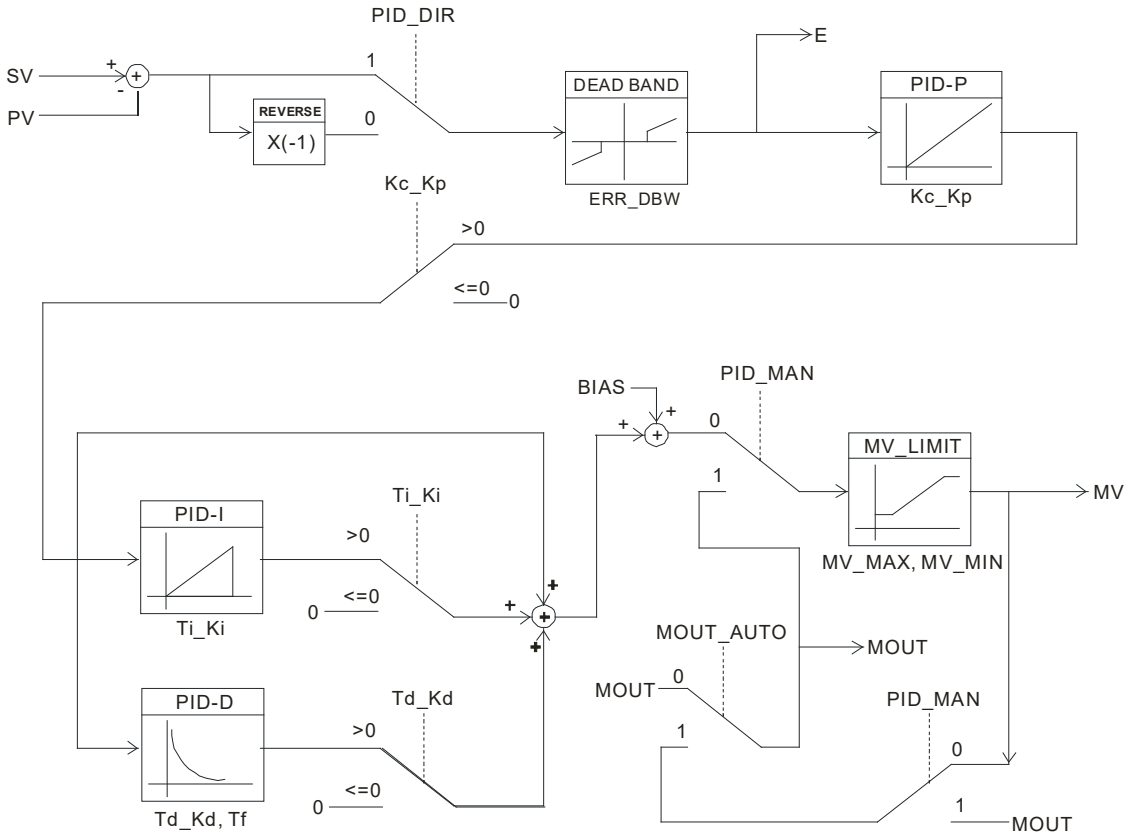 PID_DIR
SV
+
+
-
PV
1
REVERSE
X(-1)
0
DEAD BAND
ERR_DBW
E
PID-P
Kc_Kp
Kc_Kp
>0
<=0
0
BIAS
+
+
+
PID_MAN
0
1
MV_LIMIT
MV
MV_MAX, MV_MIN
PID-I
Ti_Ki
Ti_Ki
>0
0
<=0
+
+
+
+
MOUT_AUTO
MOUT
0
1
MOUT
PID-D
Td_Kd, Tf
Td_Kd
>0
0
<=0
PID_MAN
0
1
MOUT